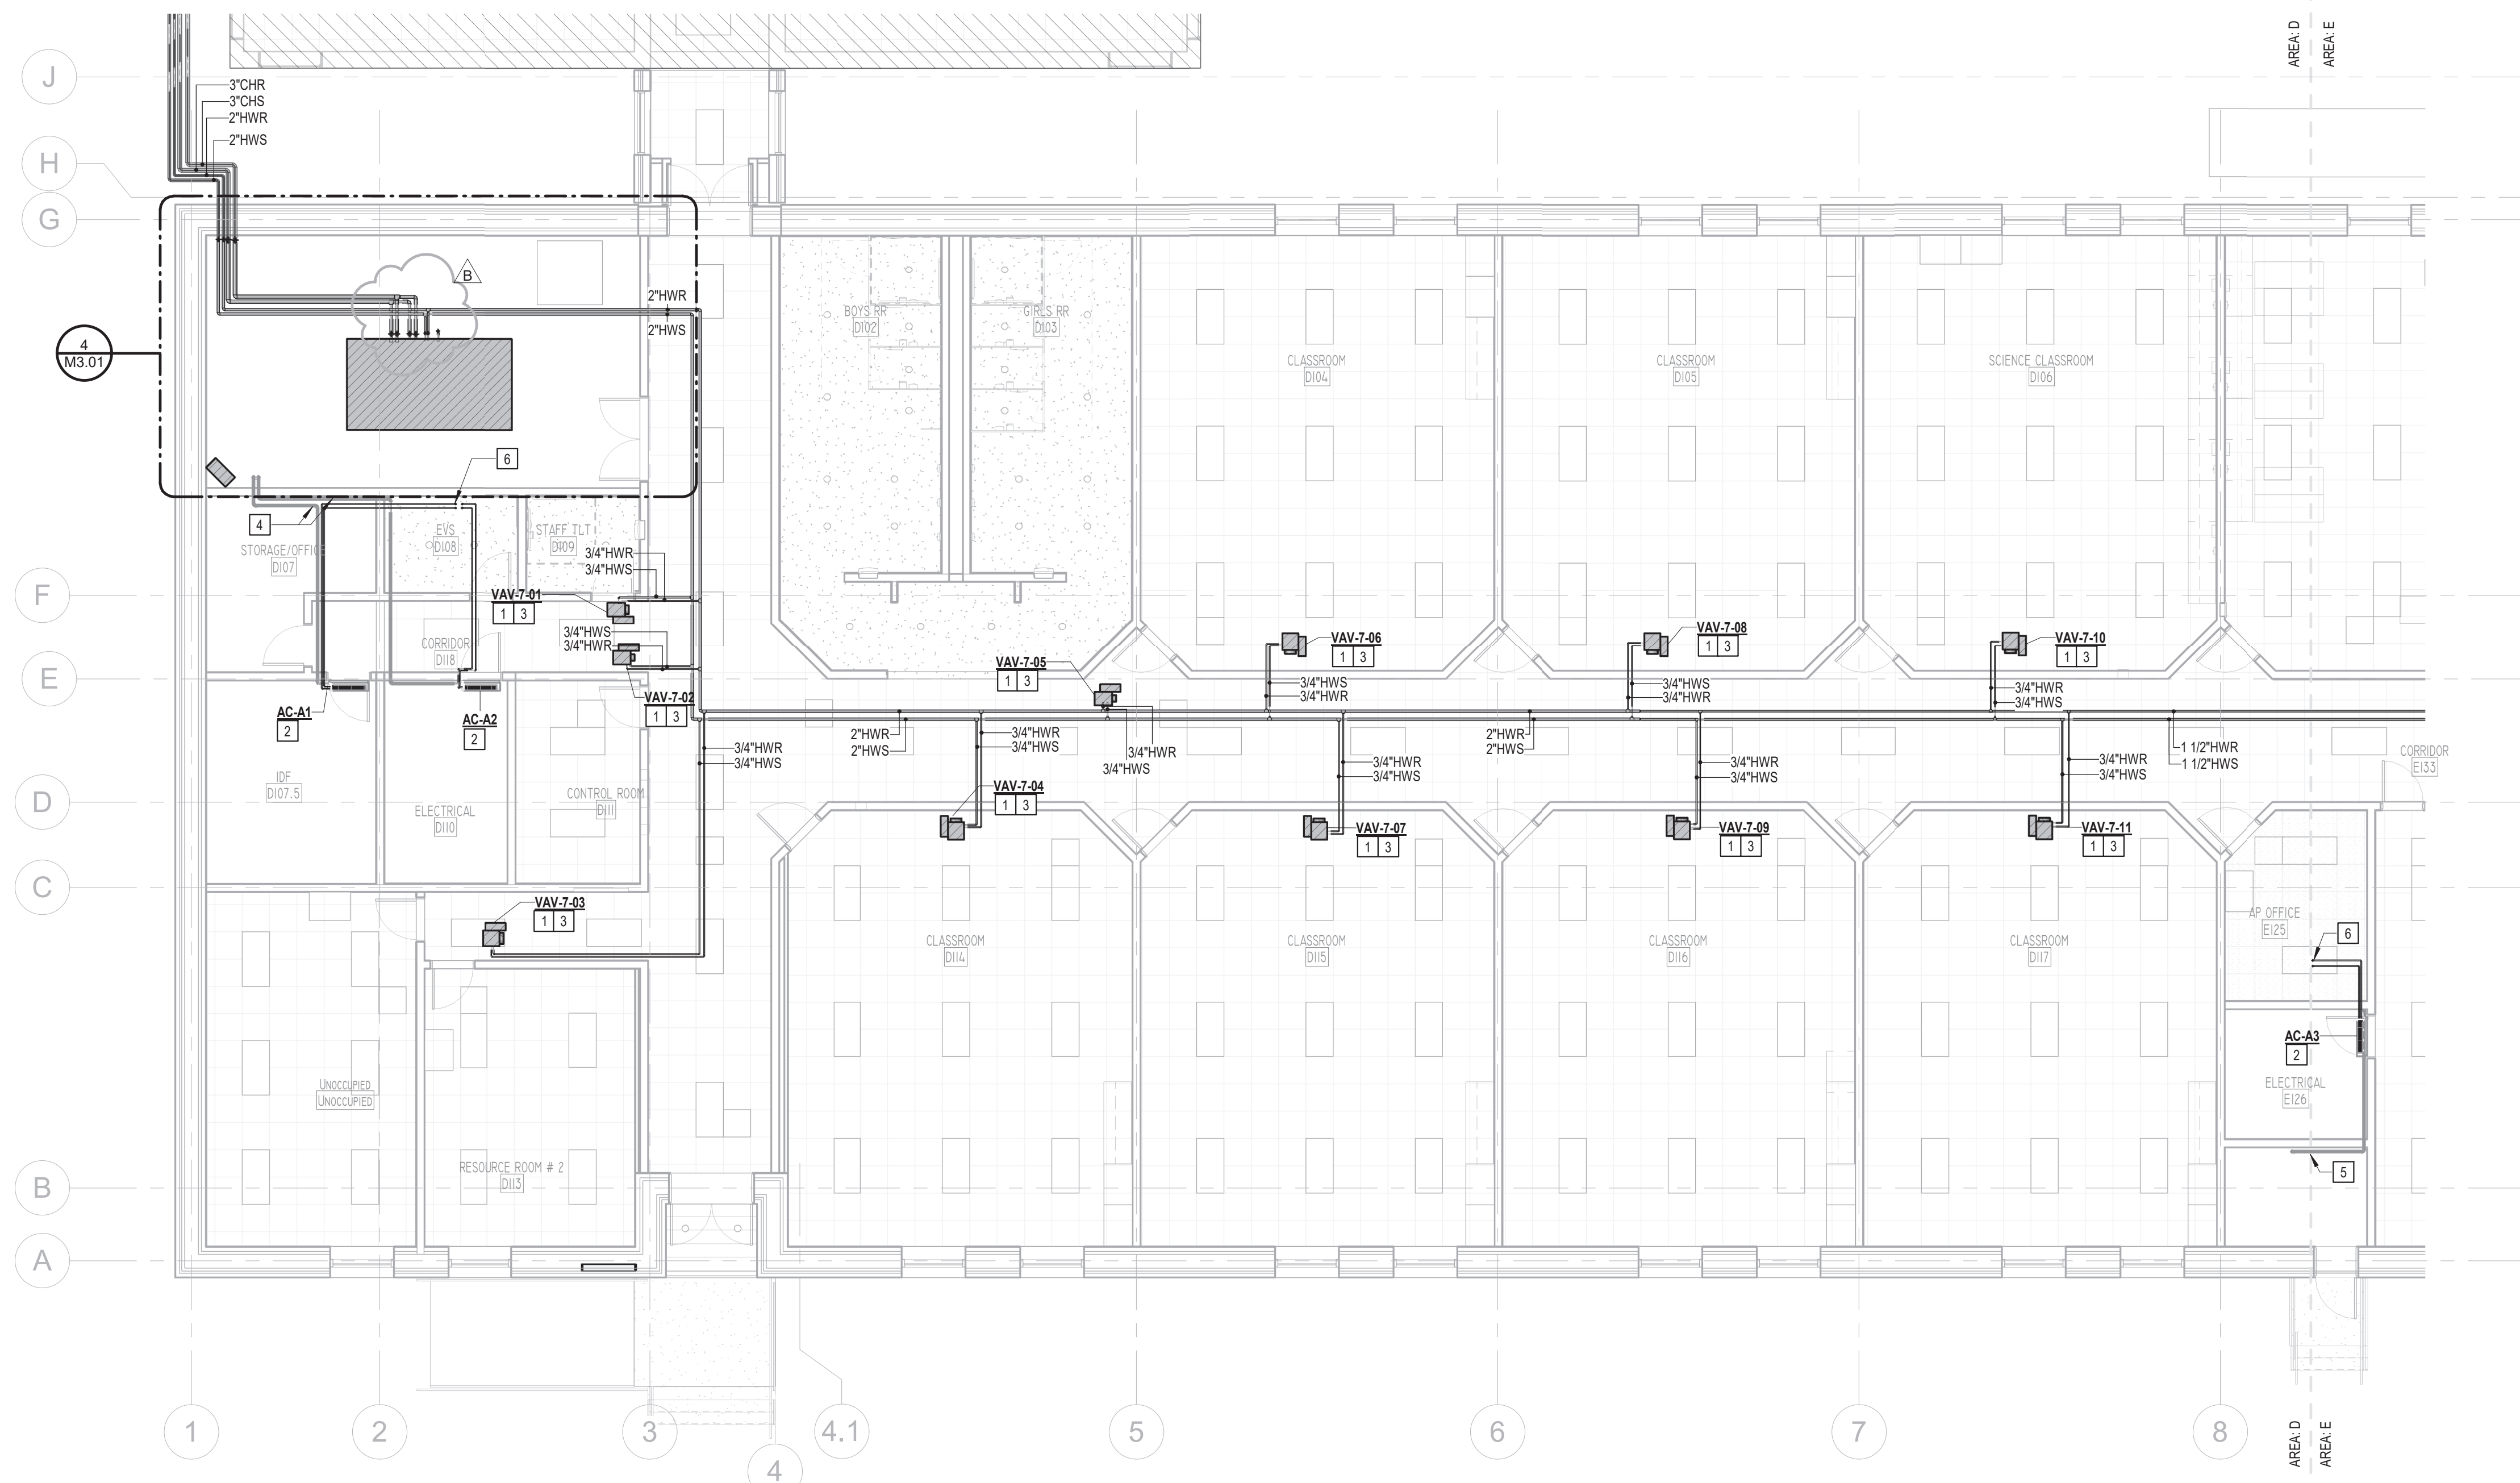 AREA: D
AREA: E
J
3"CHR
3"CHS
2"HWR
2"HWS
H
G
B
2"HWR
2"HWS
4
M3.01
BOYS RR
D102
GIRLS RR
D103
CLASSROOM
D104
CLASSROOM
D105
SCIENCE CLASSROOM
D106
6
4
STORAGE/OFFICE
D107
EVS
D108
STAFF TLT
D109
3/4"HWR
3/4"HWS
F
VAV-7-01
1 3
3/4"HWS
3/4"HWR
CORRIDOR
D118
E
VAV-7-02
1 3
VAV-7-05
1 3
VAV-7-06
1 3
3/4"HWS
3/4"HWR
VAV-7-08
1 3
3/4"HWS
3/4"HWR
VAV-7-10
1 3
3/4"HWR
3/4"HWS
AC-A1
2
AC-A2
2
3/4"HWR
3/4"HWS
2"HWR
2"HWS
3/4"HWR
3/4"HWS
3/4"HWR
3/4"HWS
3/4"HWR
3/4"HWS
2"HWR
2"HWS
3/4"HWR
3/4"HWS
3/4"HWR
3/4"HWS
1 1/2"HWR
1 1/2"HWS
CORRIDOR
E133
IDF
D107.5
D
ELECTRICAL
D110
CONTROL ROOM
D111
VAV-7-04
1 3
VAV-7-07
1 3
VAV-7-09
1 3
VAV-7-11
1 3
C
VAV-7-03
1 3
CLASSROOM
D114
CLASSROOM
D115
CLASSROOM
D116
CLASSROOM
D117
AP OFFICE
E125
6
AC-A3
2
ELECTRICAL
E126
UNOCCUPIED
UNOCCUPIED
RESOURCE ROOM # 2
D113
5
B
A
1
2
3
4
4.1
5
6
7
8
AREA: D
AREA: E